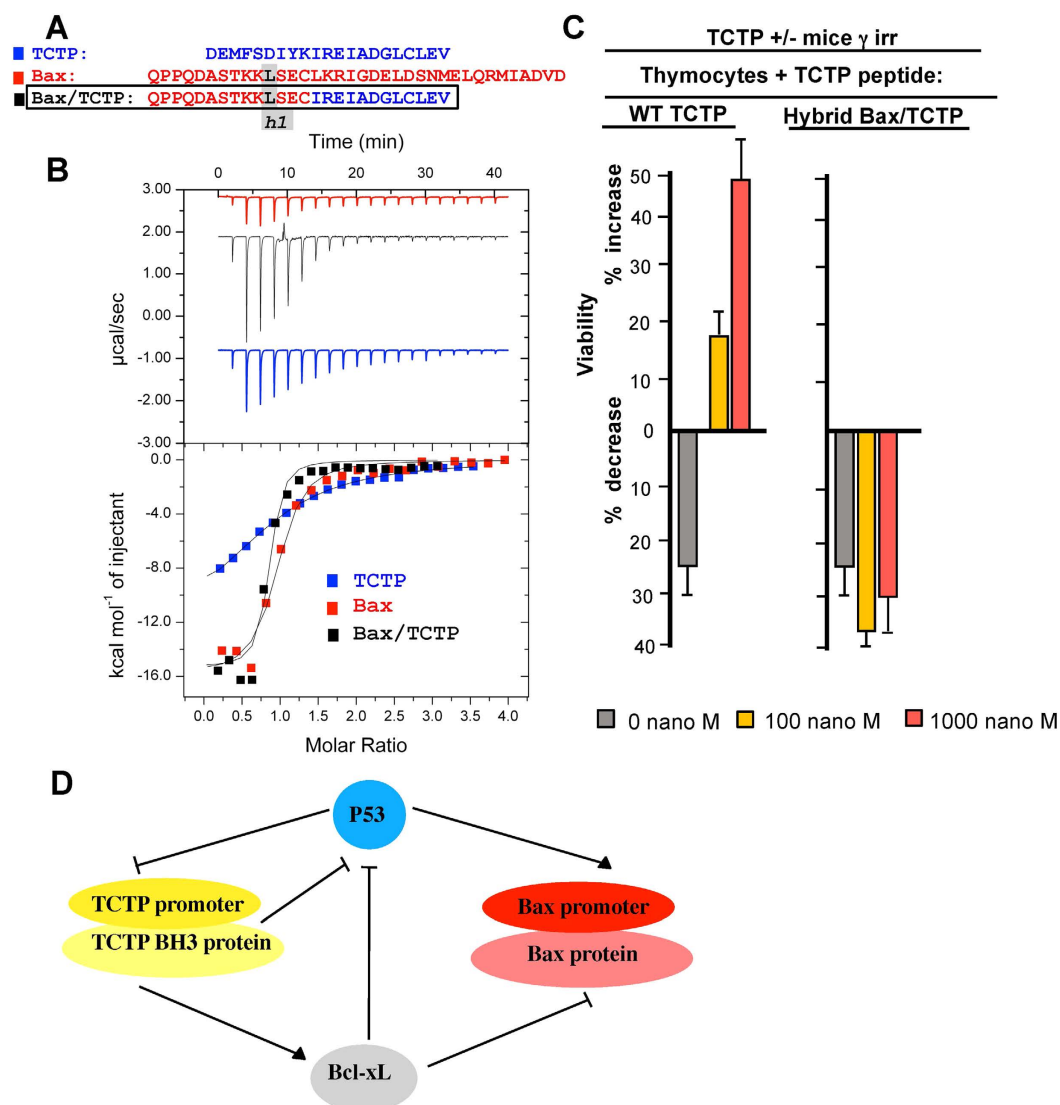 A
TCTP: DEMFSDIYKIREIADGLCLEV
Bax: QPPQDASTKKLSECLKRIGDELDSNMELQRMIADVD
Bax/TCTP: QPPQDASTKKLSECIREIADGLCLEV
h1
B
Time (min)
0 10 20 30 40
3.00
2.00
1.00
0.00
-1.00
-2.00
-3.00
µcal/sec
0.0
-4.0
-8.0
-12.0
-16.0
kcal mol-1 of injectant
TCTP
Bax
Bax/TCTP
0.0 0.5 1.0 1.5 2.0 2.5 3.0 3.5 4.0
Molar Ratio
C
TCTP +/- mice γ irr
Thymocytes + TCTP peptide:
WT TCTP Hybrid Bax/TCTP
50
40
30
20
10
0
10
20
30
40
Viability
% increase
% decrease
0 nano M 100 nano M 1000 nano M
D
P53
TCTP promoter
TCTP BH3 protein
Bax promoter
Bax protein
Bcl-xL